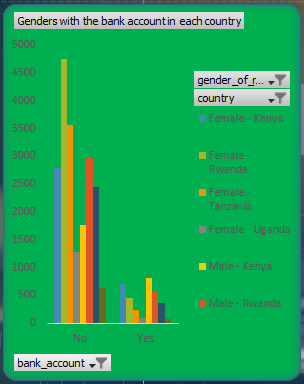 Genders with the bank account in each country
5000
4500
4000
3500
3000
2500
2000
1500
1000
500
0
No
Yes
gender_of_r...
country
Female - Kenya
Female -
Rwanda
Female -
Tanzania
Female - Uganda
Male - Kenya
Male - Rwanda
bank_account